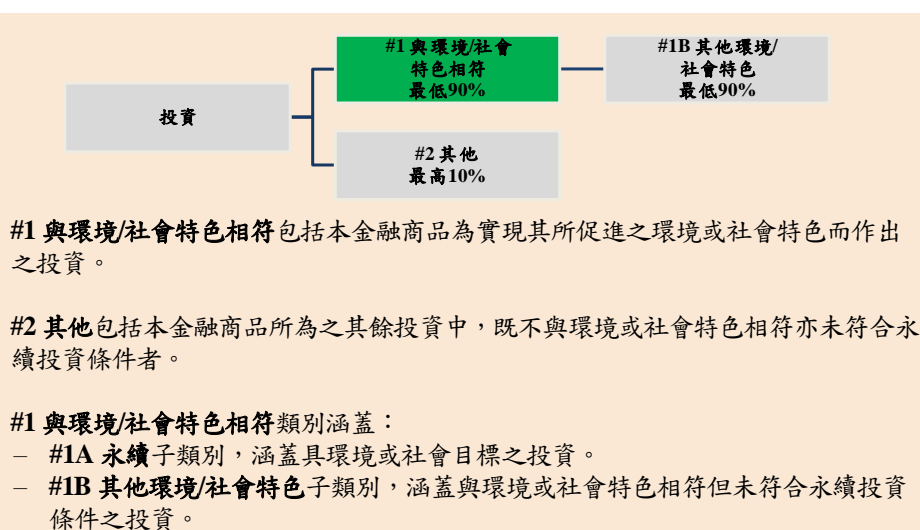 #1 與環境/社會
特色相符
最低90%
#1B 其他環境/
社會特色
最低90%
投資
#2 其他
最高10%
#1 與環境/社會特色相符包括本金融商品為實現其所促進之環境或社會特色而作出
之投資。
#2 其他包括本金融商品所為之其餘投資中，既不與環境或社會特色相符亦未符合永
續投資條件者。
#1 與環境/社會特色相符類別涵蓋：
– #1A 永續子類別，涵蓋具環境或社會目標之投資。
– #1B 其他環境/社會特色子類別，涵蓋與環境或社會特色相符但未符合永續投資
條件之投資。